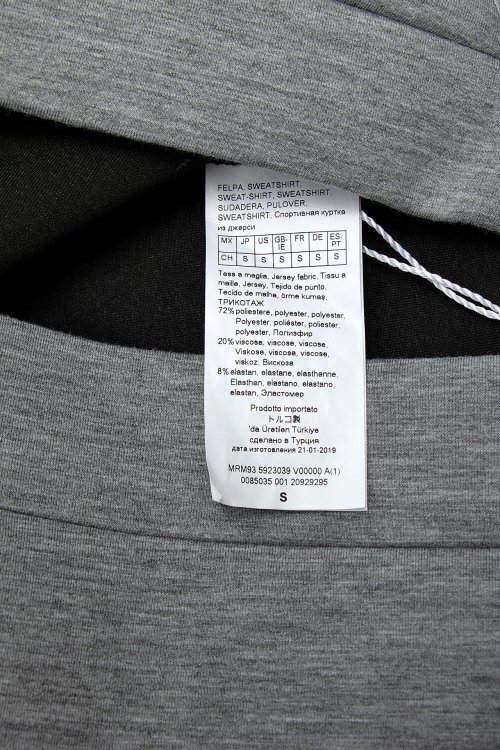 FELPA, SWEATSHIRT,
SWEAT-SHIRT, SWEATSHIRT,
SUDADERA, PULOVER,
SWEATSHIRT, Спортивная куртка
из джерси
MX JP US GB-IE FR DE ES-PT
CH S S S S S S
Tess a maglia, Jersey fabric, Tissu a
maille, Jersey, Tejido de punto,
Tecido de malha, örme kumaş,
ТРИКОТАЖ
72% poliestere, polyester, polyester,
Polyester, poliéster, poliester,
polyester, Полиэфир
20% viscosa, viscose, viscose,
Viskose, viscosa, viscose,
viskoz, Вискоза
8% elastan, elastane, elasthanne,
Elasthan, elastano, elastano,
elastan, Эластомер
Prodotto importato
トルコ製
'da Üretilen Türkiye
сделано в Турция
дата изготовления 21-01-2019
MRM93 5923039 V00000 A(1)
0085035 001 20929295
S